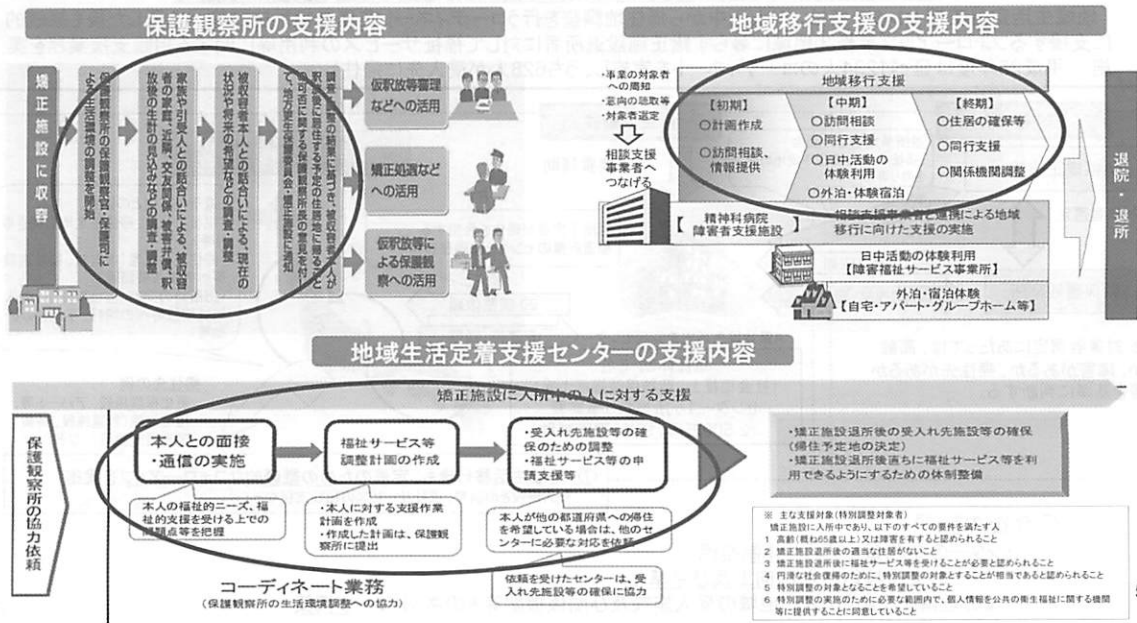 保護観察所の支援内容
矯正施設に収容
保護観察所の保護観察官・保護司に
よる生活環境の調整を開始
家族や引受人との話合いによる、被収容
者の家庭、近隣、交友関係、被害弁償、釈
放後の生計の見込みなどの調査・調整
被収容者本人との話合いによる、現在の
状況や将来の希望などの調査・調整
調査・調整の結果に基づき、被収容者本人が
釈放後に居住する予定の住居地に帰ること
の可否に関する保護観察所長の意見を付し
て、地方更生保護委員会・矯正施設に通知
仮釈放等管理
などへの活用
矯正処遇など
への活用
仮釈放等に
よる保護観
察への活用
地域移行支援の支援内容
・事業の対象者
への周知
・意向の聴取等
・対象者選定
相談支援
事業者へ
つなげる
地域移行支援
【初期】
○計画作成
○訪問相談、
情報提供
【中期】
○訪問相談
○同行支援
○日中活動の
体験利用
○外泊・体験宿泊
【終期】
○住居の確保等
○同行支援
○関係機関調整
退院・退所
精神科病院
障害者支援施設
相談支援事業者と連携による地域
移行に向けた支援の実施
日中活動の体験利用
【障害福祉サービス事業所】
外泊・宿泊体験
【自宅・アパート・グループホーム等】
地域生活定着支援センターの支援内容
矯正施設に入所中の人に対する支援
保護観察所の協力依頼
本人との面接
・通信の実施
福祉サービス等
調整計画の作成
・受入れ先施設等の確
保のための調整
・福祉サービス等の申
請支援等
・矯正施設退所後の受入れ先施設等の確保
(帰住予定地の決定)
・矯正施設退所後直ちに福祉サービス等を利
用できるようにするための体制整備
本人の福祉的ニーズ、福
祉的支援を受ける上での
問題点等を把握
・本人に対する支援作業
計画を作成
・作成した計画は、保護観
察所に提出
本人が他の都道府県への帰住
を希望している場合は、他のセ
ンターに必要な対応を依頼
依頼を受けたセンターは、受
入れ先施設等の確保に協力
コーディネート業務
(保護観察所の生活環境調整への協力)
※ 主な支援対象者(特別調整対象者)
矯正施設に入所中であり、以下のすべての要件を満たす人
1 高齢(概ね65歳以上)又は障害を有すると認められること
2 矯正施設退所後の適当な住居がないこと
3 矯正施設退所後に福祉サービス等を受けることが必要と認められること
4 円滑な社会復帰のために、特別調整の対象とすることが相当であると認められること
5 特別調整の対象となることを希望していること
6 特別調整の実施のために必要な範囲内で、個人情報を公共の衛生福祉に関する機関
等に提供することに同意していること